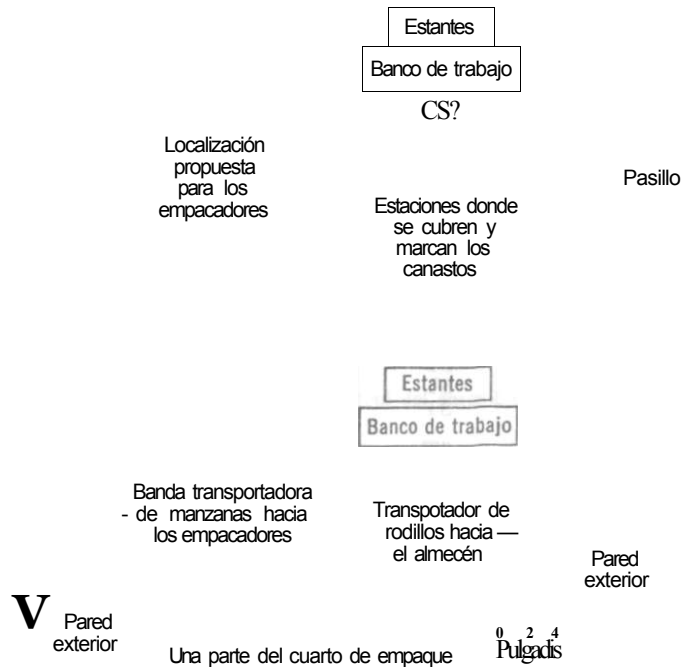 Estantes
Banco de trabajo
CS?
Localización
propuesta
para los
empacadores
Pasillo
Estaciones donde
se cubren y
marcan los
canastos
Estantes
Banco de trabajo
Banda transportadora
- de manzanas hacia
los empacadores
Transpotador de
rodillos hacia —
el almecén
Pared
exterior
V
Pared
exterior
0 2 4
Pulgadis
Una parte del cuarto de empaque